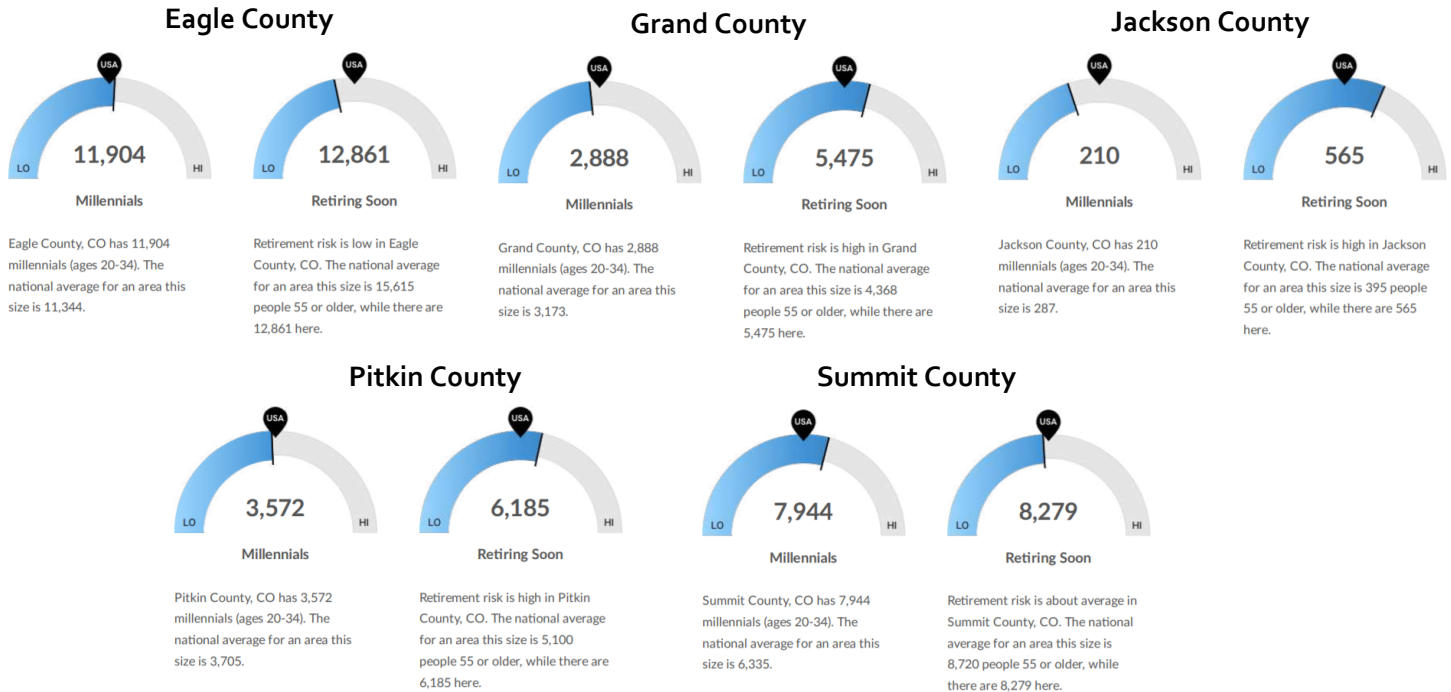 Eagle County
USA
LO
HI
11,904
Millennials
Eagle County, CO has 11,904
millennials (ages 20-34). The
national average for an area this
size is 11,344.
USA
LO
HI
12,861
Retiring Soon
Retirement risk is low in Eagle
County, CO. The national average
for an area this size is 15,615
people 55 or older, while there are
12,861 here.
Grand County
USA
LO
HI
2,888
Millennials
Grand County, CO has 2,888
millennials (ages 20-34). The
national average for an area this
size is 3,173.
USA
LO
HI
5,475
Retiring Soon
Retirement risk is high in Grand
County, CO. The national average
for an area this size is 4,368
people 55 or older, while there are
5,475 here.
Jackson County
USA
LO
HI
210
Millennials
Jackson County, CO has 210
millennials (ages 20-34). The
national average for an area this
size is 287.
USA
LO
HI
565
Retiring Soon
Retirement risk is high in Jackson
County, CO. The national average
for an area this size is 395 people
55 or older, while there are 565
here.
Pitkin County
USA
LO
HI
3,572
Millennials
Pitkin County, CO has 3,572
millennials (ages 20-34). The
national average for an area this
size is 3,705.
USA
LO
HI
6,185
Retiring Soon
Retirement risk is high in Pitkin
County, CO. The national average
for an area this size is 5,100
people 55 or older, while there are
6,185 here.
Summit County
USA
LO
HI
7,944
Millennials
Summit County, CO has 7,944
millennials (ages 20-34). The
national average for an area this
size is 6,335.
USA
LO
HI
8,279
Retiring Soon
Retirement risk is about average in
Summit County, CO. The national
average for an area this size is
8,720 people 55 or older, while
there are 8,279 here.